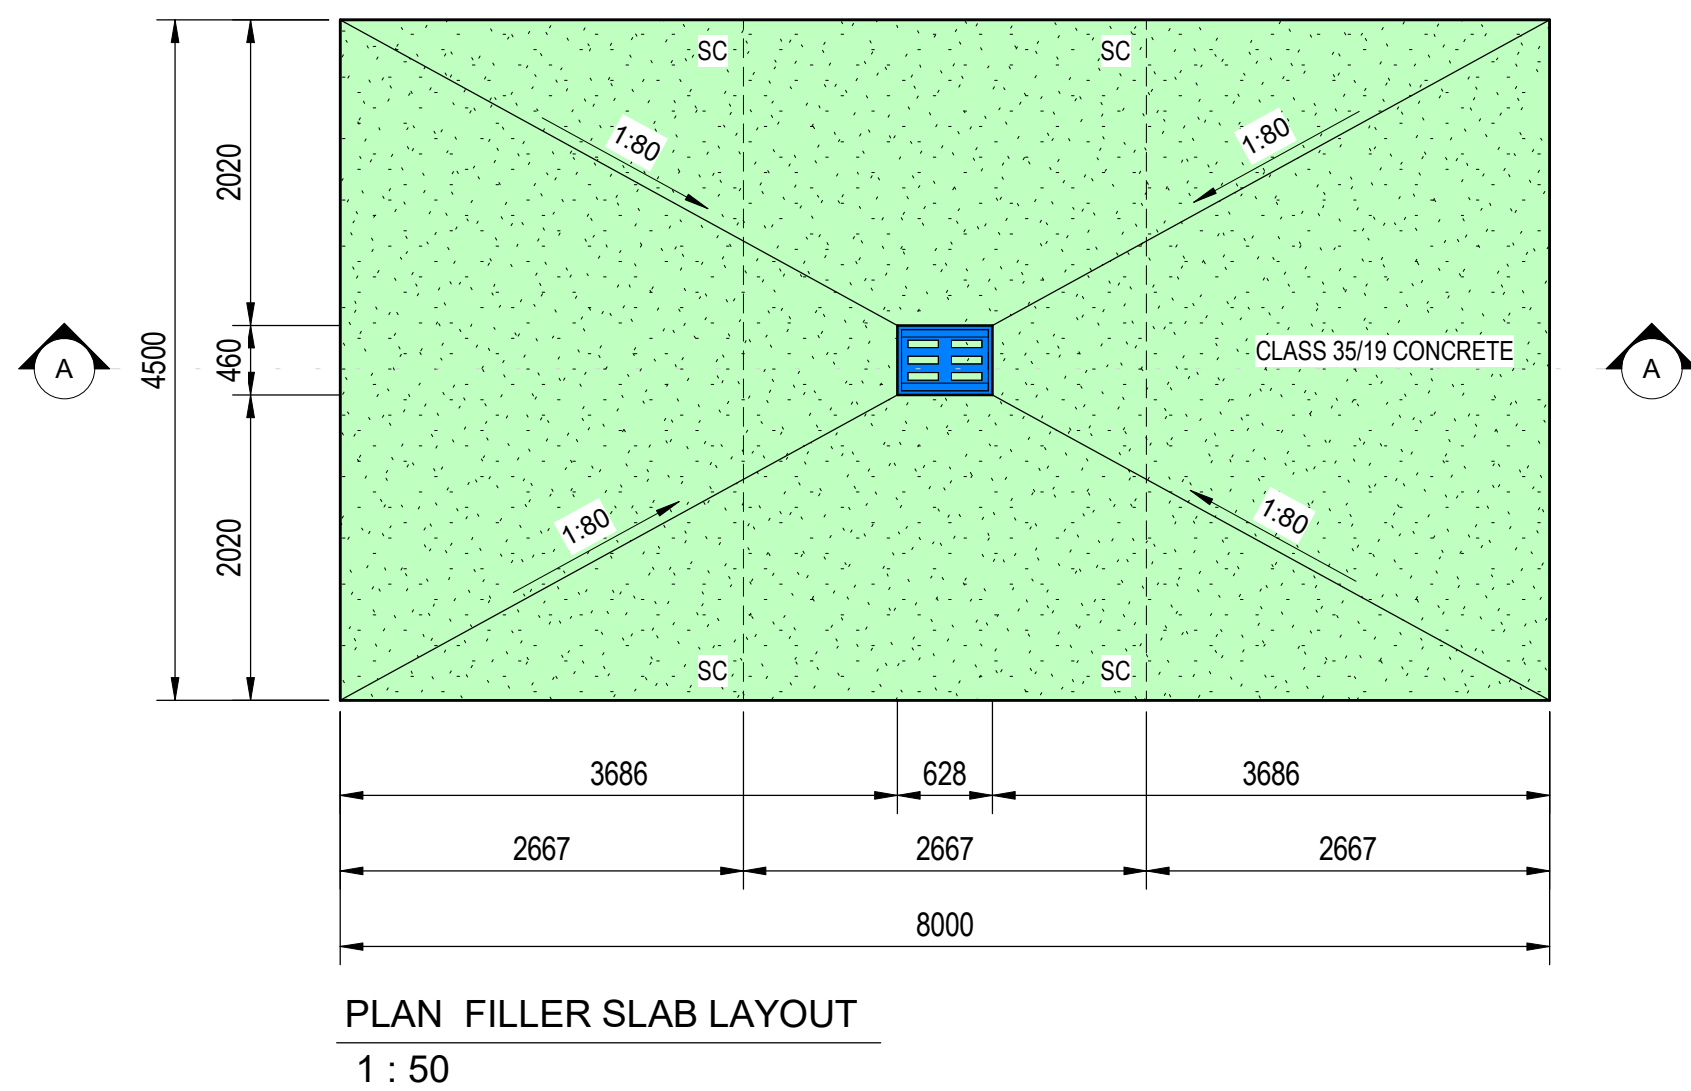 SC
SC
1:80
1:80
2020
4500
460
2020
A
CLASS 35/19 CONCRETE
A
1:80
1:80
SC
SC
3686
628
3686
2667
2667
2667
8000
PLAN FILLER SLAB LAYOUT
1 : 50